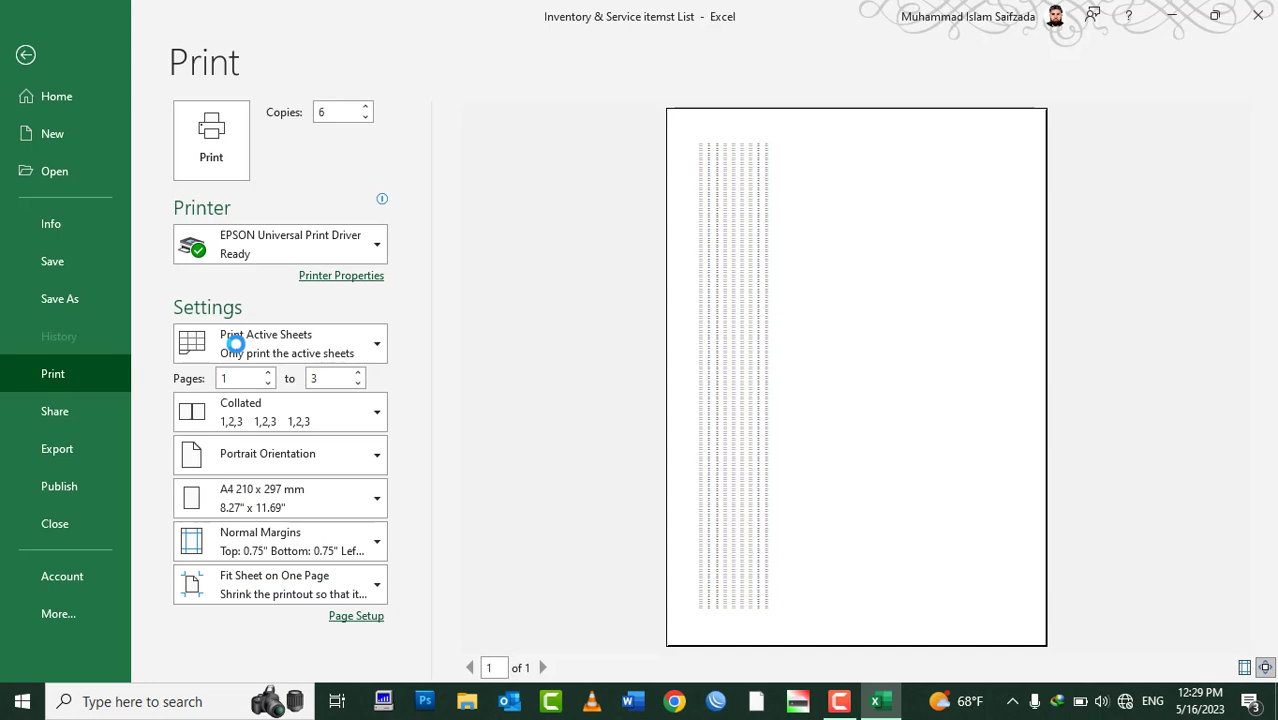 Inventory & Service itemst List - Excel
Muhammad Islam Saifzada
?
Print
Home
New
Open
Info
Save
Save As
History
Print
Share
Export
Publish
Close
Account
More...
Print
Copies: 6
Printer
EPSON Universal Print Driver
Ready
Printer Properties
Settings
Print Active Sheets
Only print the active sheets
Pages: 1 to 3
Collated
1,2,3 1,2,3 1,2,3
Portrait Orientation
A4 210 x 297 mm
8.27" x 11.69"
Normal Margins
Top: 0.75" Bottom: 0.75" Lef...
Fit Sheet on One Page
Shrink the printout so that it...
Page Setup
1 of 1
Type here to search
68°F
ENG
12:29 PM
5/16/2023